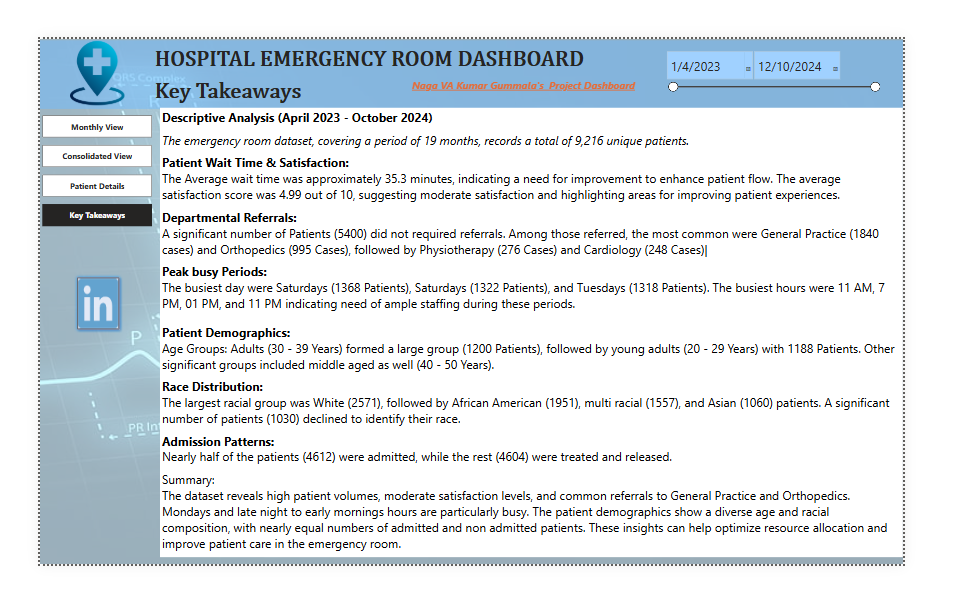 HOSPITAL EMERGENCY ROOM DASHBOARD
QRS Complex
R
Key Takeaways
Naga VA Kumar Gummala's Project Dashboard
1/4/2023
12/10/2024
Monthly View
Consolidated View
Patient Details
Key Takeaways
in
P
PR In
Descriptive Analysis (April 2023 - October 2024)
The emergency room dataset, covering a period of 19 months, records a total of 9,216 unique patients.
Patient Wait Time & Satisfaction:
The Average wait time was approximately 35.3 minutes, indicating a need for improvement to enhance patient flow. The average
satisfaction score was 4.99 out of 10, suggesting moderate satisfaction and highlighting areas for improving patient experiences.
Departmental Referrals:
A significant number of Patients (5400) did not required referrals. Among those referred, the most common were General Practice (1840
cases) and Orthopedics (995 Cases), followed by Physiotherapy (276 Cases) and Cardiology (248 Cases)|
Peak busy Periods:
The busiest day were Saturdays (1368 Patients), Saturdays (1322 Patients), and Tuesdays (1318 Patients). The busiest hours were 11 AM, 7
PM, 01 PM, and 11 PM indicating need of ample staffing during these periods.
Patient Demographics:
Age Groups: Adults (30 - 39 Years) formed a large group (1200 Patients), followed by young adults (20 - 29 Years) with 1188 Patients. Other
significant groups included middle aged as well (40 - 50 Years).
Race Distribution:
The largest racial group was White (2571), followed by African American (1951), multi racial (1557), and Asian (1060) patients. A significant
number of patients (1030) declined to identify their race.
Admission Patterns:
Nearly half of the patients (4612) were admitted, while the rest (4604) were treated and released.
Summary:
The dataset reveals high patient volumes, moderate satisfaction levels, and common referrals to General Practice and Orthopedics.
Mondays and late night to early mornings hours are particularly busy. The patient demographics show a diverse age and racial
composition, with nearly equal numbers of admitted and non admitted patients. These insights can help optimize resource allocation and
improve patient care in the emergency room.